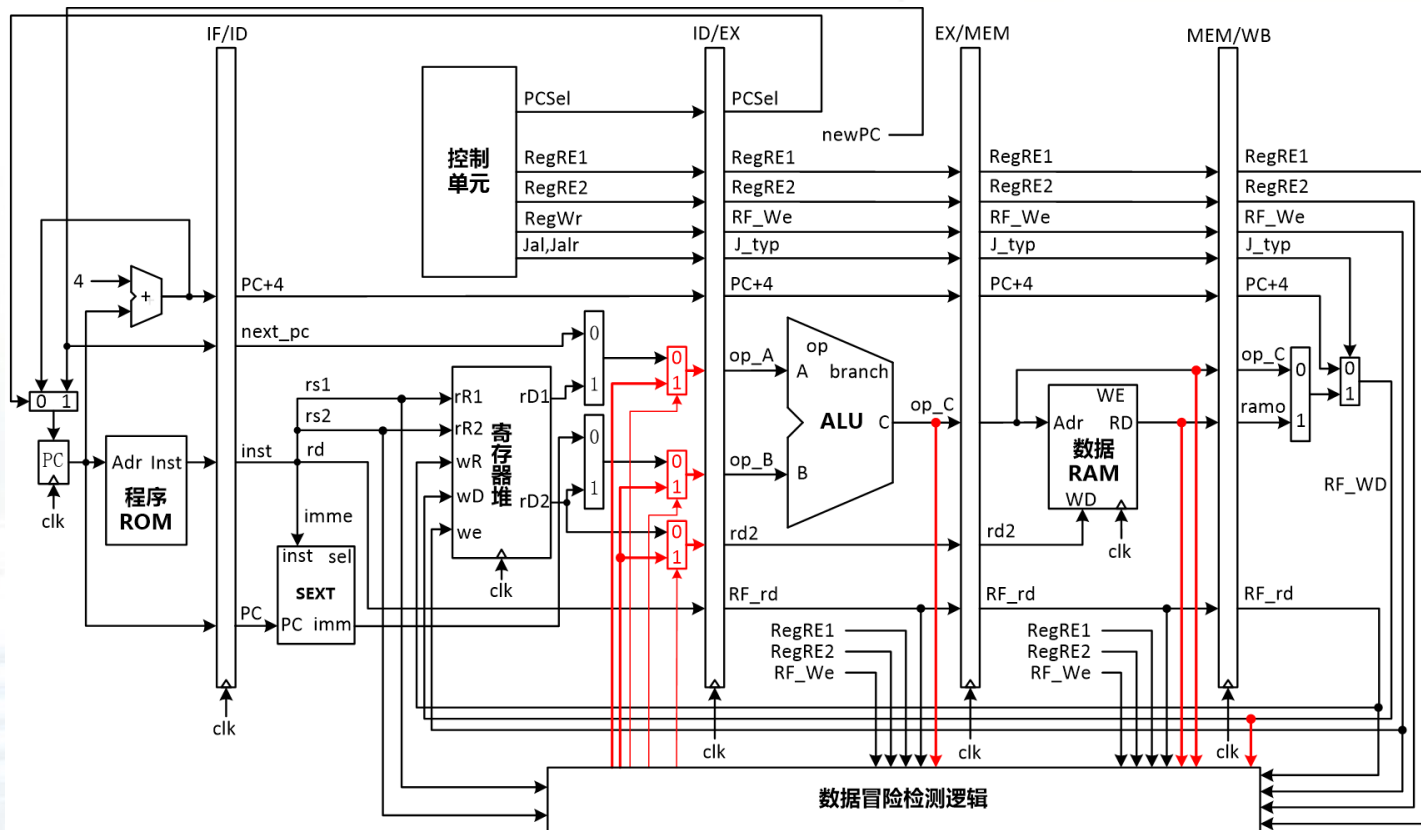 IF/ID
ID/EX
EX/MEM
MEM/WB
PCSel
PCSel
newPC
控制
单元
RegRE1
RegRE1
RegRE1
RegRE1
RegRE2
RegRE2
RegRE2
RegRE2
RegWr
RF_We
RF_We
RF_We
Jal,Jalr
J_typ
J_typ
J_typ
4
+
PC+4
PC+4
PC+4
PC+4
next_pc
0
1
0
1
op_A
op
A
branch
ALU
C
B
op_C
op_C
0
1
0
1
ramo
0 1
PC
clk
Adr Inst
程序
ROM
inst
rs1
rs2
rd
imme
rR1
rR2
wR
wD
we
寄
存
器
堆
rD1
rD2
clk
0
1
0
1
op_B
0
1
rd2
rd2
Adr
WE
RD
数据
RAM
WD
clk
RF_WD
inst sel
SEXT
PC imm
PC
RF_rd
RF_rd
RF_rd
RegRE1
RegRE2
RF_We
RegRE1
RegRE2
RF_We
clk
clk
clk
clk
数据冒险检测逻辑